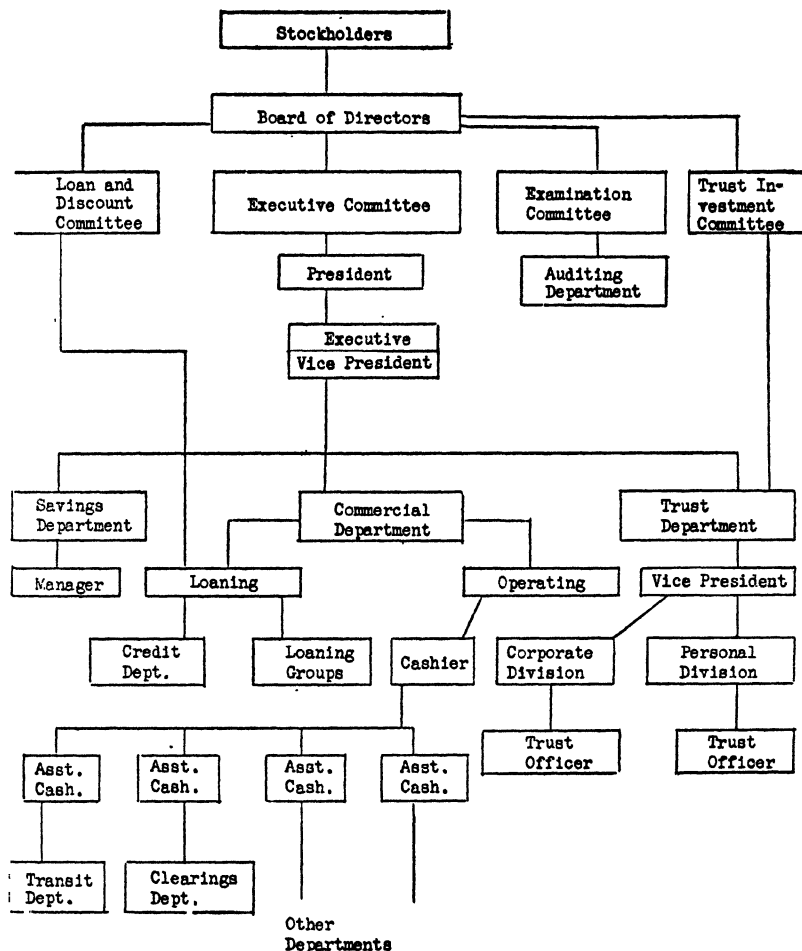 Stockholders
Board of Directors
Loan and
Discount
Committee
Executive Committee
Examination
Committee
Trust In-
vestment
Committee
President
Auditing
Department
Executive
Vice President
Savings
Department
Commercial
Department
Trust
Department
Manager
Loaning
Operating
Vice President
Credit
Dept.
Loaning
Groups
Cashier
Corporate
Division
Personal
Division
Trust
Officer
Trust
Officer
Asst.
Cash.
Asst.
Cash.
Asst.
Cash.
Asst.
Cash.
Transit
Dept.
Clearings
Dept.
Other
Departments